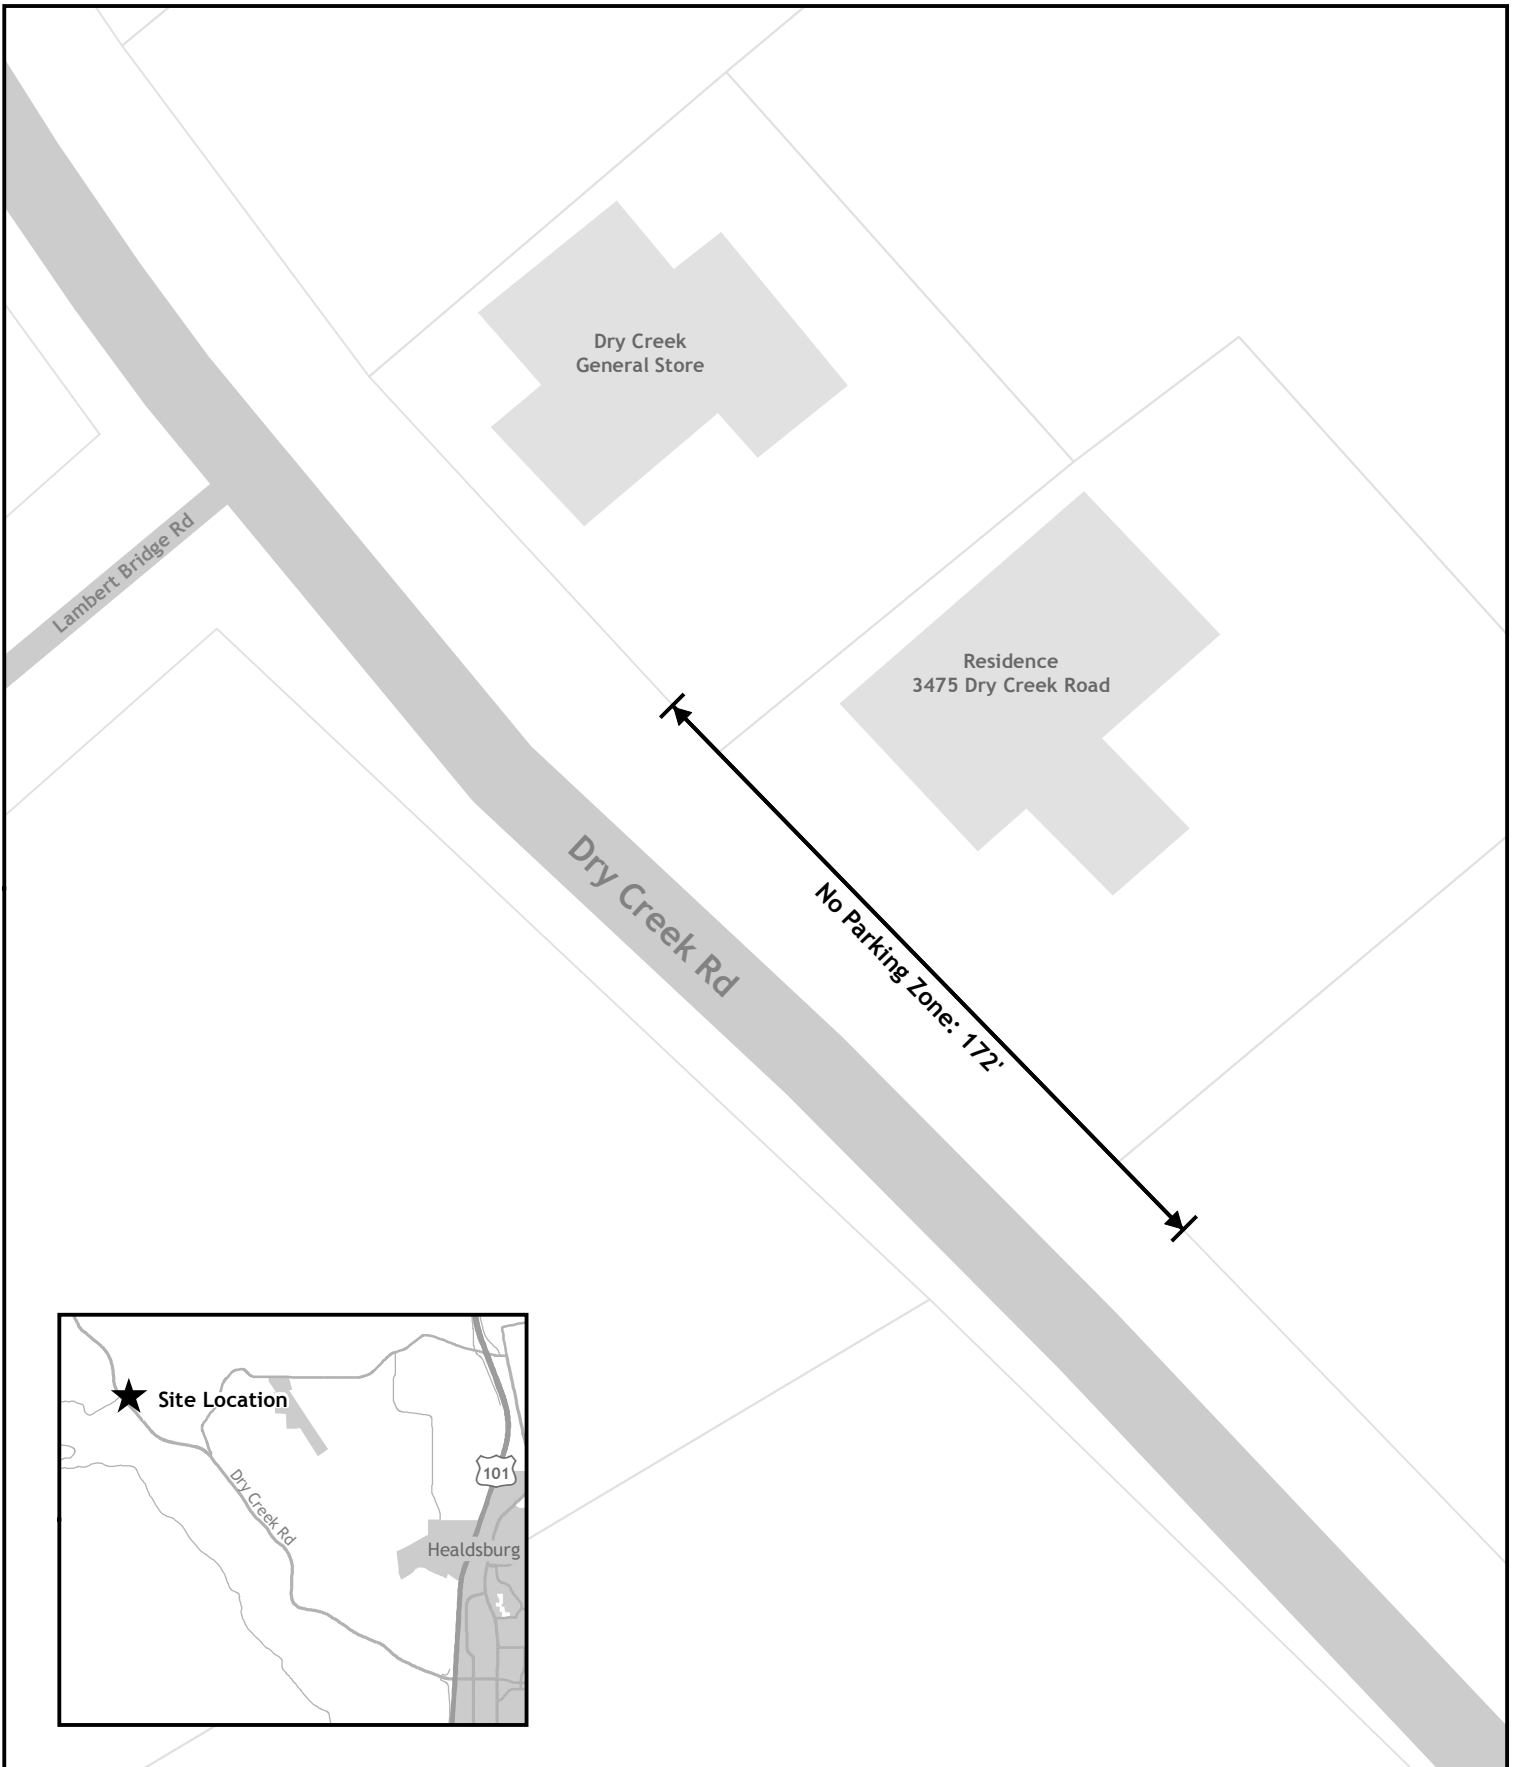 Dry Creek
General Store
Lambert Bridge Rd
Residence
3475 Dry Creek Road
Dry Creek Rd
No Parking Zone: 172'
Site Location
101
Dry Creek Rd
Healdsburg